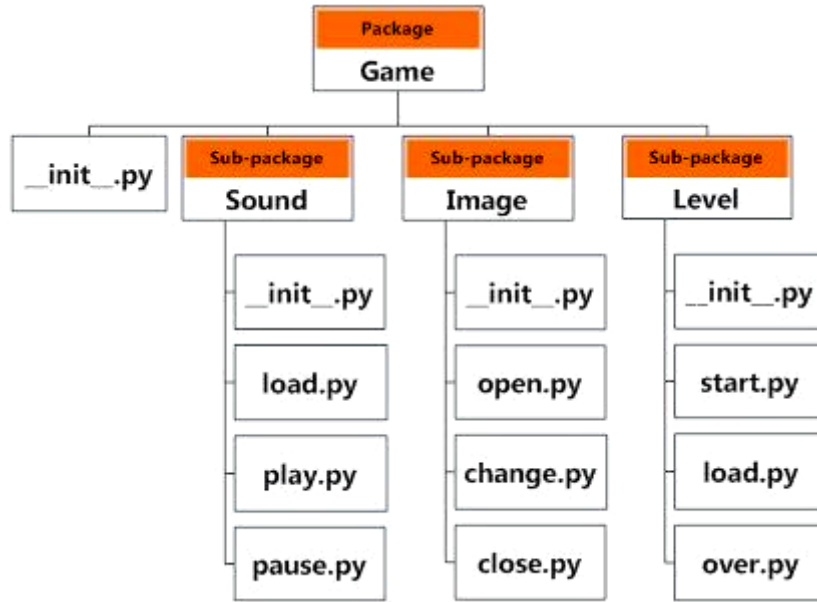 Package
Game
__init__.py
Sub-package
Sound
Sub-package
Image
Sub-package
Level
__init__.py
load.py
play.py
pause.py
__init__.py
open.py
change.py
close.py
__init__.py
start.py
load.py
over.py